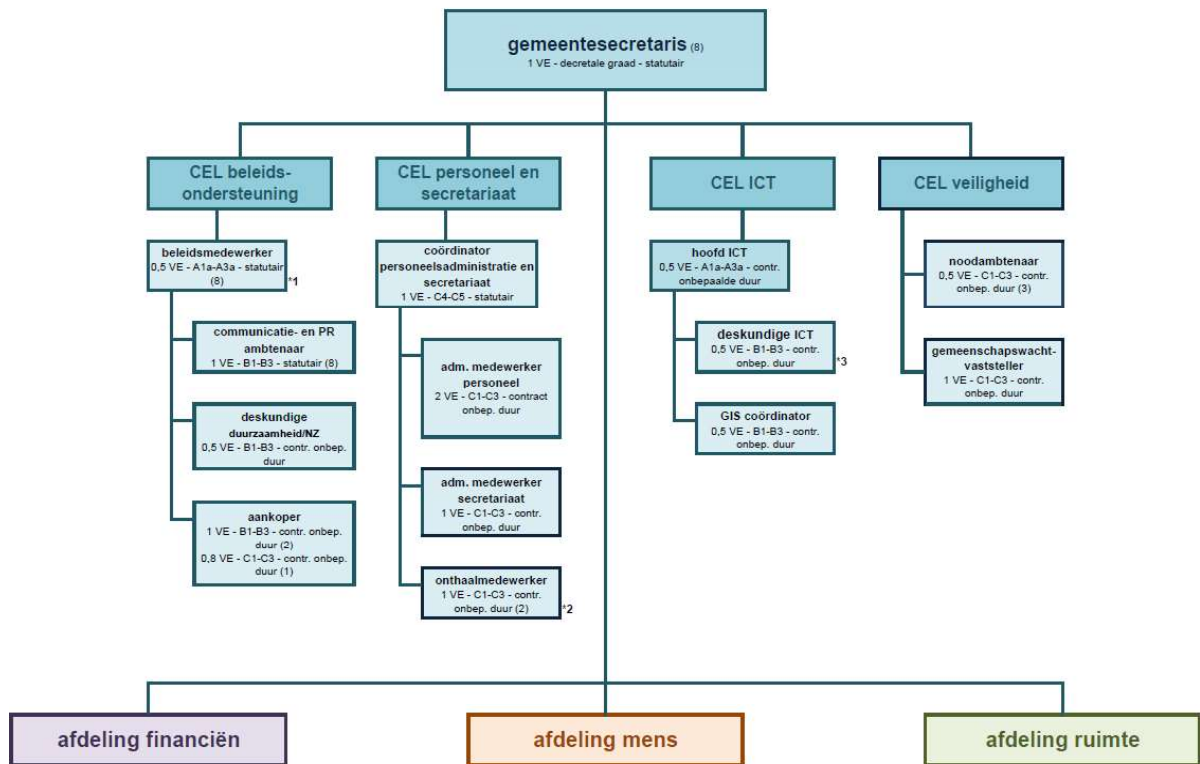 gemeentesecretaris (8)
1 VE - decretale graad - statutair
CEL beleids-
ondersteuning
beleidsmedewerker
0,5 VE - A1a-A3a - statutair
(8)
*1
communicatie- en PR
ambtenaar
1 VE - B1-B3 - statutair (8)
deskundige
duurzaamheid/NZ
0,5 VE - B1-B3 - contr. onbep.
duur
aankoper
1 VE - B1-B3 - contr. onbep.
duur (2)
0,8 VE - C1-C3 - contr. onbep.
duur (1)
CEL personeel en
secretariaat
coördinator
personeelsadministratie en
secretariaat
1 VE - C4-C5 - statutair
adm. medewerker
personeel
2 VE - C1-C3 - contract
onbep. duur
adm. medewerker
secretariaat
1 VE - C1-C3 - contr.
onbep. duur
onthaalmedewerker
1 VE - C1-C3 - contr.
onbep. duur (2)
*2
CEL ICT
hoofd ICT
0,5 VE - A1a-A3a - contr.
onbepaalde duur
deskundige ICT
0,5 VE - B1-B3 - contr.
onbep. duur
*3
GIS coördinator
0,5 VE - B1-B3 - contr.
onbep. duur
CEL veiligheid
noodambtenaar
0,5 VE - C1-C3 - contr.
onbep. duur (3)
gemeenschapswacht-
vaststeller
1 VE - C1-C3 - contr.
onbep. duur
afdeling financiën
afdeling mens
afdeling ruimte